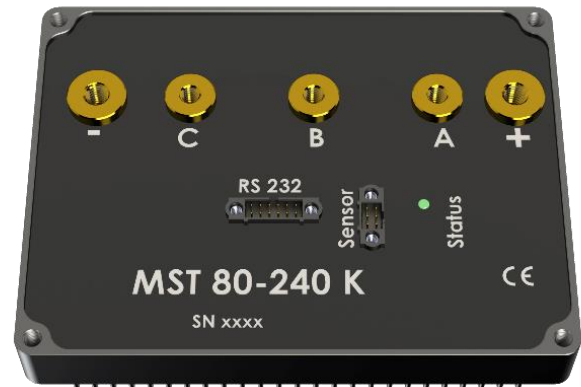 - C B A +
RS 232
Sensor
Status
MST 80-240 K
CE
SN xxxx